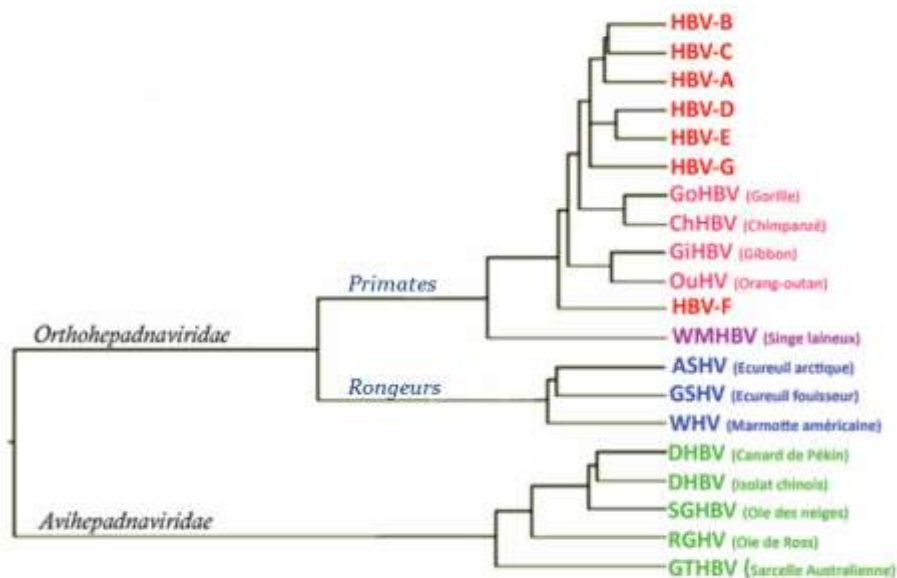 HBV-B
HBV-C
HBV-A
HBV-D
HBV-E
HBV-G
GoHBV (Gorille)
ChHBV (Chimpanzé)
GiHBV (Gibbon)
OuHV (Orang-outan)
HBV-F
WMHBV (Singe laineux)
ASHV (Ecureuil arctique)
GSHV (Ecureuil fouisseur)
WHV (Marmotte américaine)
DHBV (Canard de Pékin)
DHBV (Isolat chinois)
SGHBV (Oie des neiges)
RGHV (Oie de Ross)
GTHBV (Sarcelle Australienne)
Primates
Orthohepadnaviridae
Rongeurs
Avihepadnaviridae